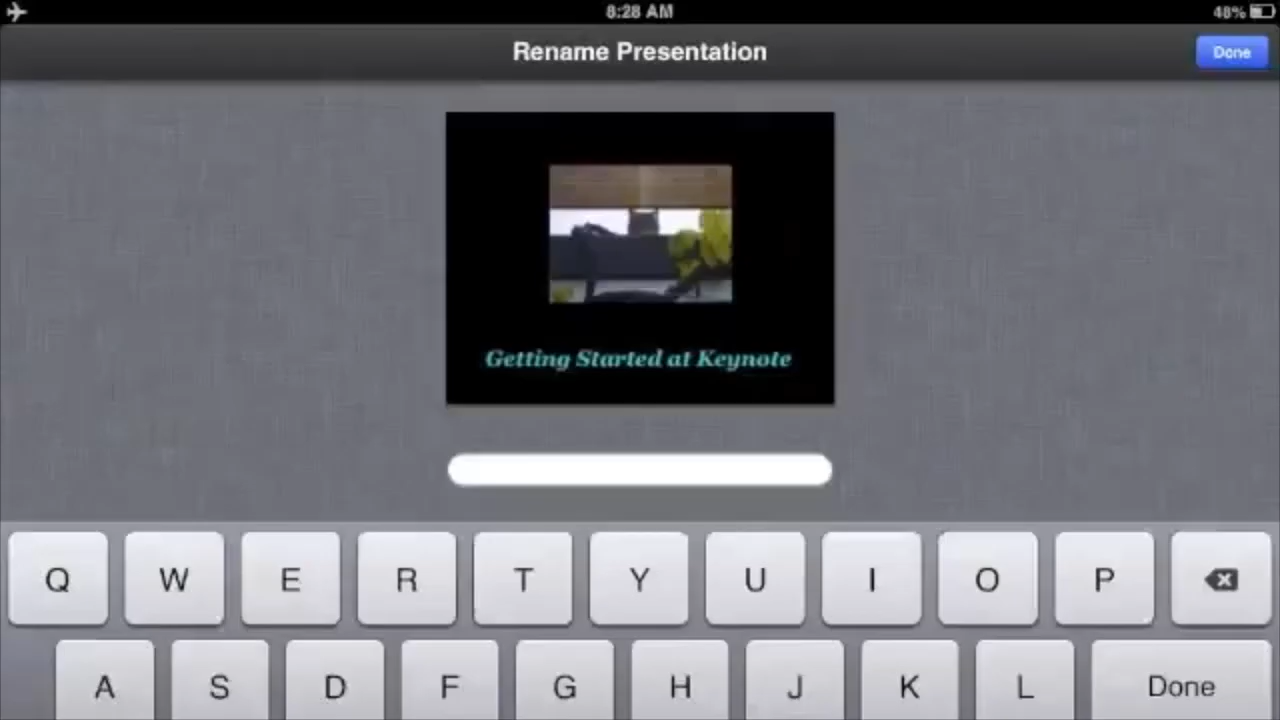 8:28 AM
48%
Rename Presentation
Done
Getting Started at Keynote
Q W E R T Y U I O P
A S D F G H J K L Done